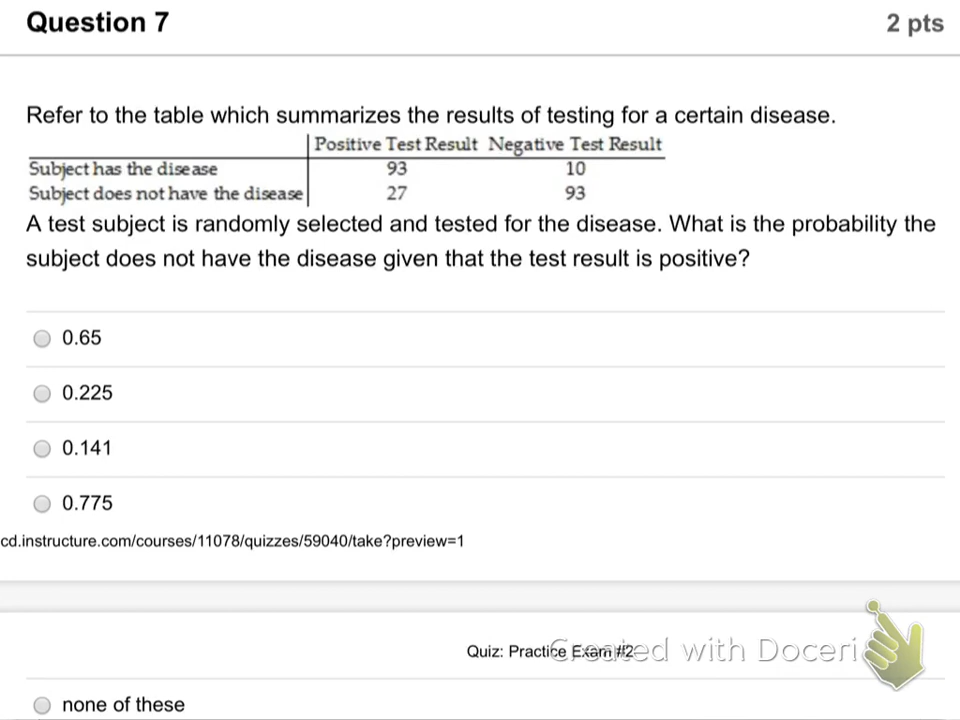 Question 7
2 pts
Refer to the table which summarizes the results of testing for a certain disease.
Positive Test Result Negative Test Result
Subject has the disease 93 10
Subject does not have the disease 27 93
A test subject is randomly selected and tested for the disease. What is the probability the
subject does not have the disease given that the test result is positive?
0.65
0.225
0.141
0.775
cd.instructure.com/courses/11078/quizzes/59040/take?preview=1
Quiz: Practice Exam #2
Created with Doceri
none of these